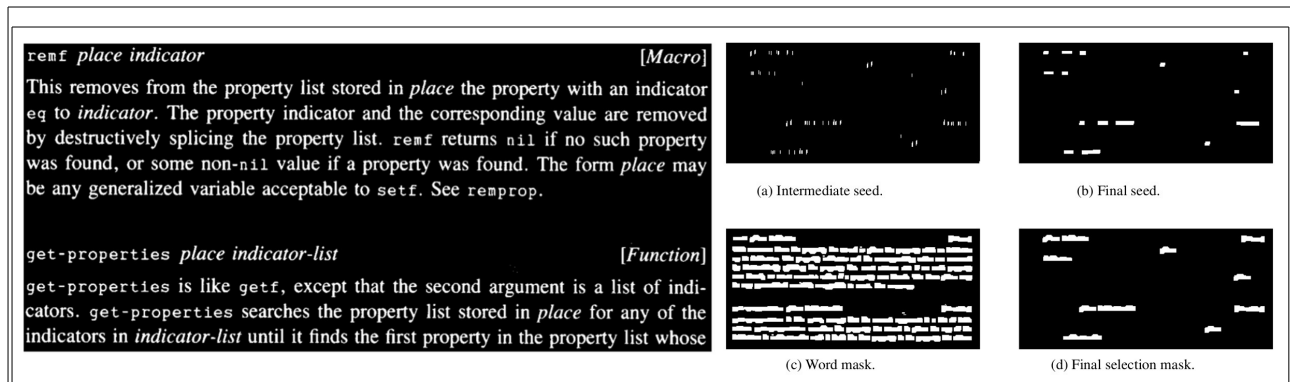 remf place indicator [Macro]
This removes from the property list stored in place the property with an indicator
eq to indicator. The property indicator and the corresponding value are removed
by destructively splicing the property list. remf returns nil if no such property
was found, or some non-nil value if a property was found. The form place may
be any generalized variable acceptable to setf. See remprop.
get-properties place indicator-list [Function]
get-properties is like getf, except that the second argument is a list of indi-
cators. get-properties searches the property list stored in place for any of the
indicators in indicator-list until it finds the first property in the property list whose
(a) Intermediate seed.
(b) Final seed.
(c) Word mask.
(d) Final selection mask.